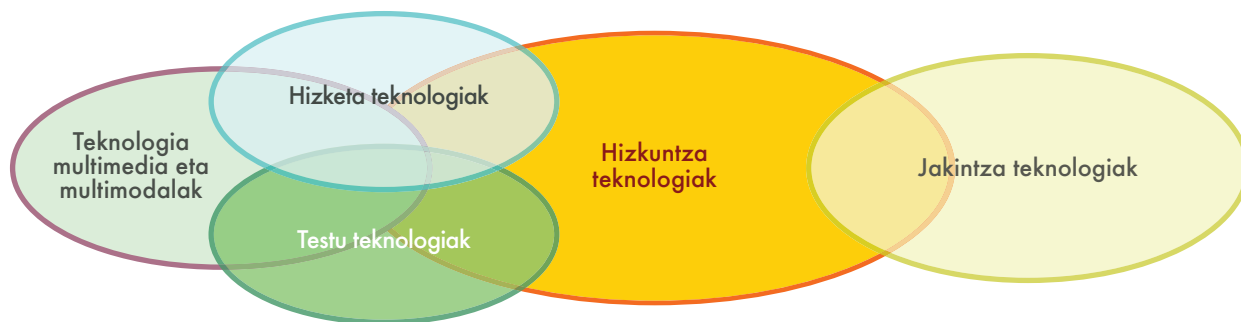 Hizketa teknologiak
Teknologia
multimedia eta
multimodalak
Hizkuntza
teknologiak
Jakintza teknologiak
Testu teknologiak